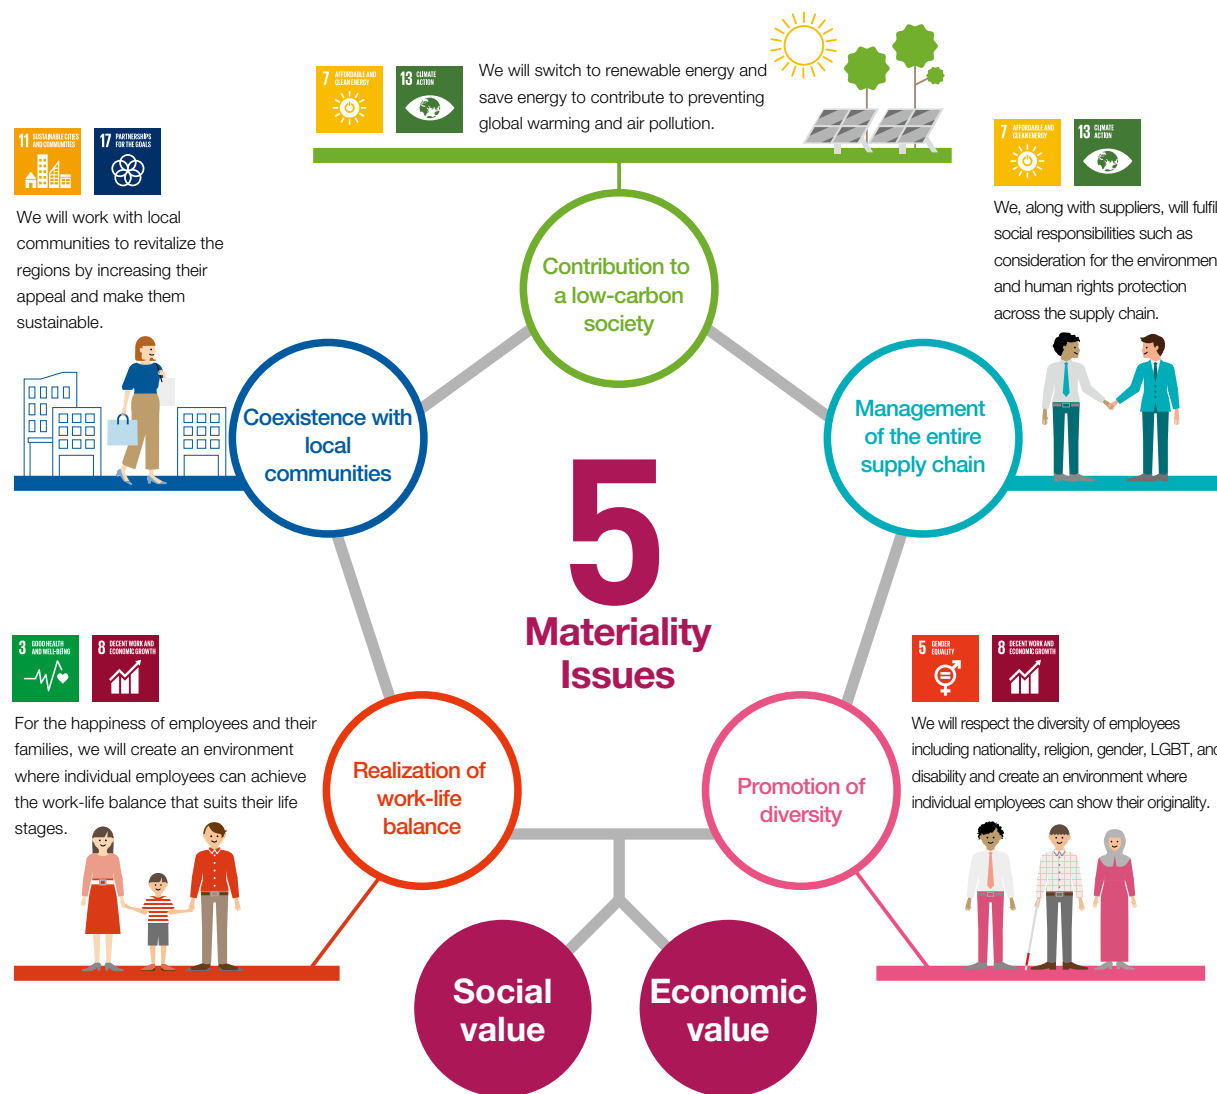 7 AFFORDABLE AND
CLEAN ENERGY
13 CLIMATE
ACTION
We will switch to renewable energy and
save energy to contribute to preventing
global warming and air pollution.
11 SUSTAINABLE CITIES
AND COMMUNITIES
17 PARTNERSHIPS
FOR THE GOALS
We will work with local
communities to revitalize the
regions by increasing their
appeal and make them
sustainable.
7 AFFORDABLE AND
CLEAN ENERGY
13 CLIMATE
ACTION
We, along with suppliers, will fulfil
social responsibilities such as
consideration for the environmen
and human rights protection
across the supply chain.
Contribution to
a low-carbon
society
Coexistence with
local
communities
Management
of the entire
supply chain
5
Materiality
Issues
3 GOOD HEALTH
AND WELL-BEING
8 DECENT WORK AND
ECONOMIC GROWTH
For the happiness of employees and their
families, we will create an environment
where individual employees can achieve
the work-life balance that suits their life
stages.
5 GENDER
EQUALITY
8 DECENT WORK AND
ECONOMIC GROWTH
We will respect the diversity of employees
including nationality, religion, gender, LGBT, and
disability and create an environment where
individual employees can show their originality.
Realization of
work-life
balance
Promotion of
diversity
Social
value
Economic
value